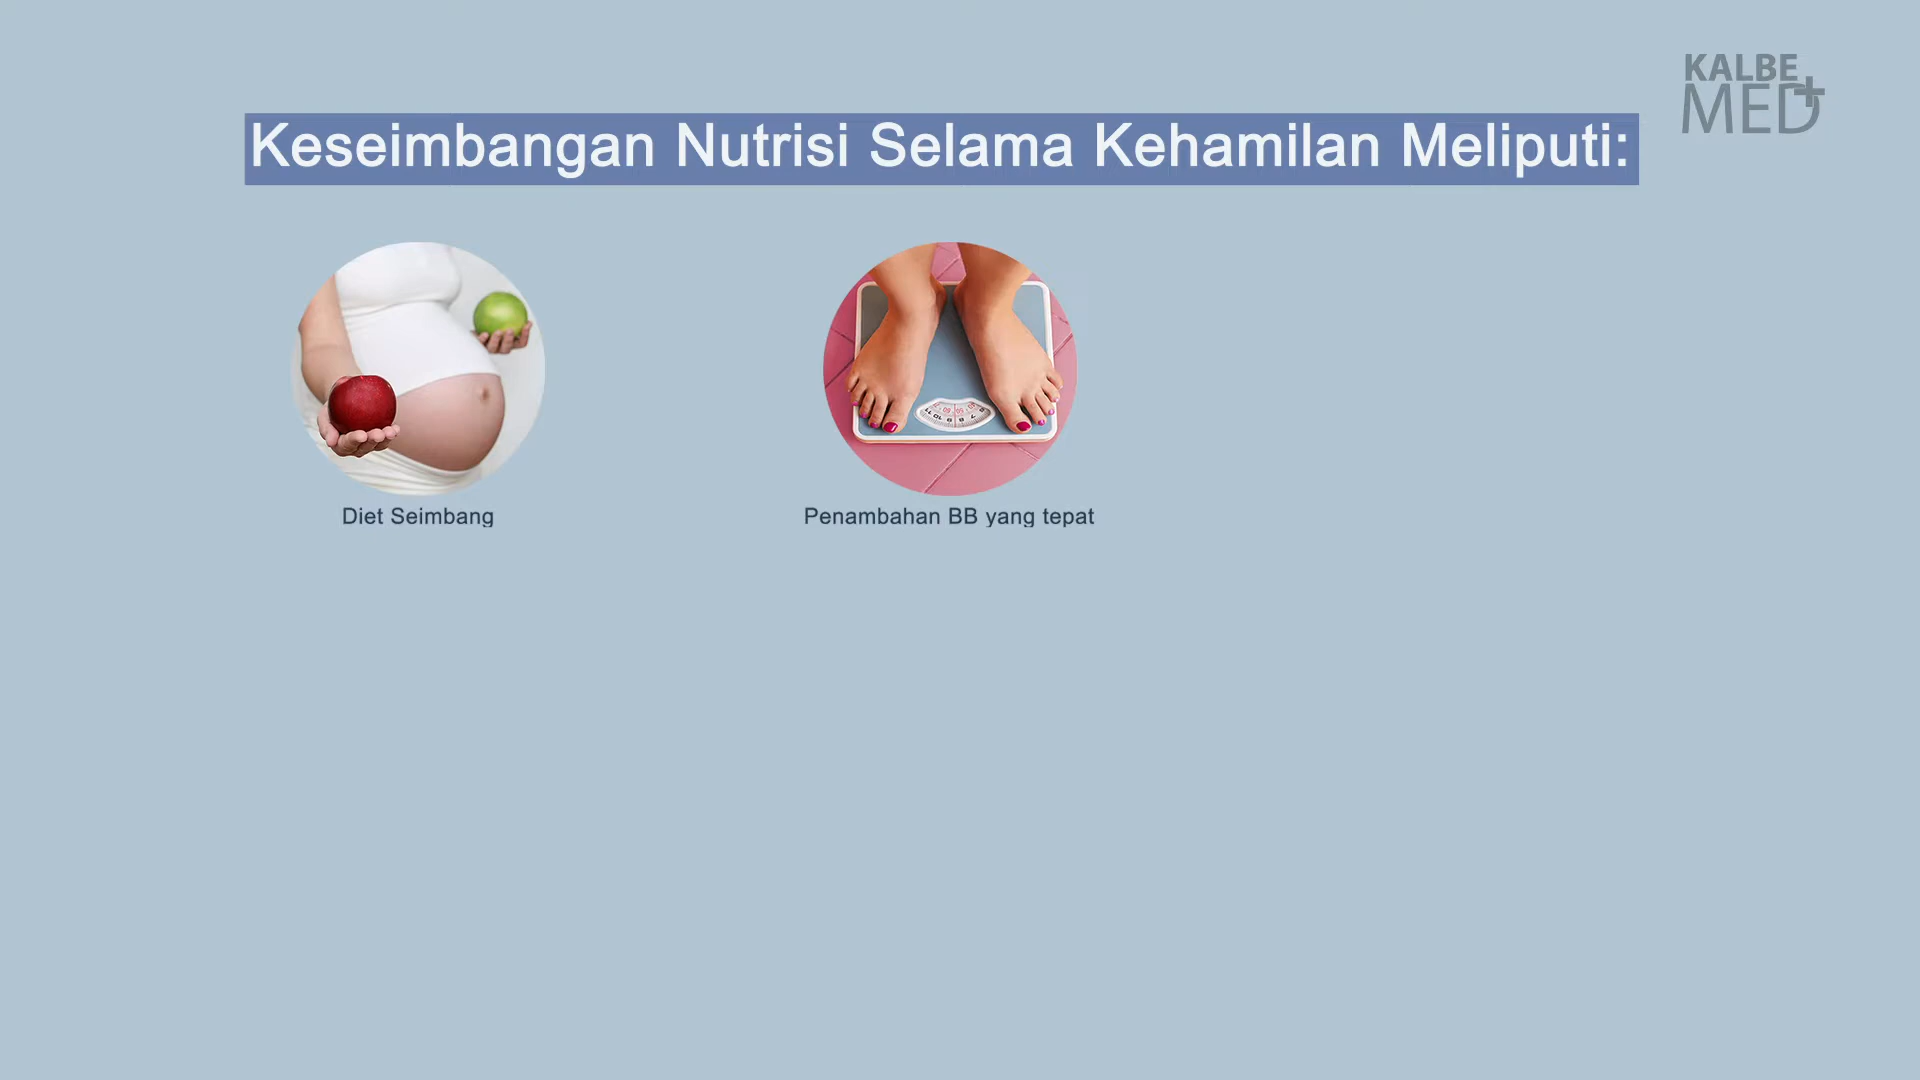 KALBE
MED+
Keseimbangan Nutrisi Selama Kehamilan Meliputi:
Diet Seimbang
Penambahan BB yang tepat